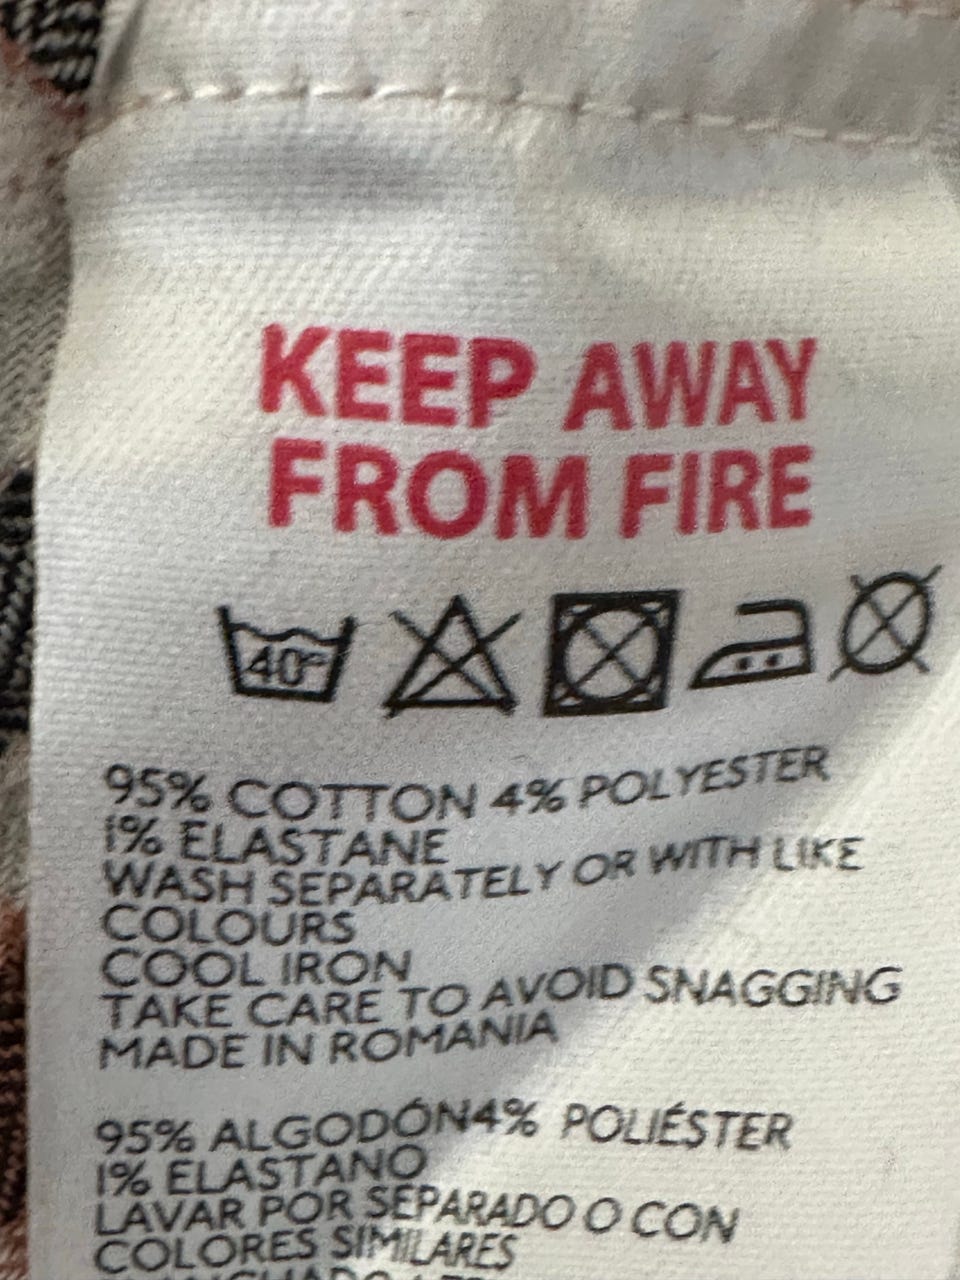 KEEP AWAY
FROM FIRE
40°
95% COTTON 4% POLYESTER
1% ELASTANE
WASH SEPARATELY OR WITH LIKE
COLOURS
COOL IRON
TAKE CARE TO AVOID SNAGGING
MADE IN ROMANIA
95% ALGODÓN4% POLIÉSTER
1% ELASTANO
LAVAR POR SEPARADO O CON
COLORES SIMILARES